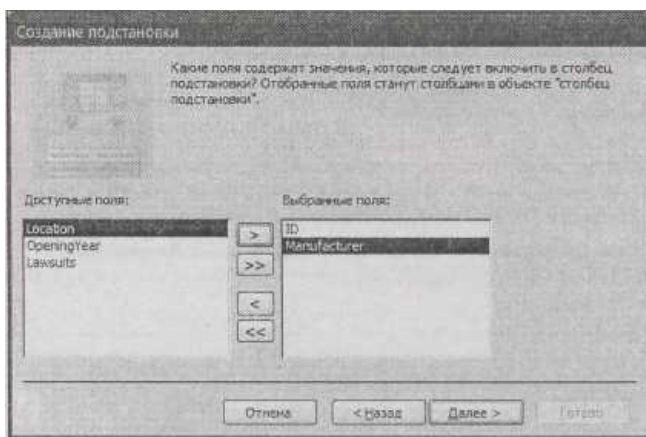 Создание подстановки
Какие поля содержат значения, которые следует включить в столбец
подстановки? Отобранные поля станут столбцами в объекте "столбец
подстановки".
Доступные поля:
Выбранные поля:
Location
OpeningYear
Lawsuits
>
>>
<
<<
ID
Manufacturer
Отмена
< Назад
Далее >
Готово